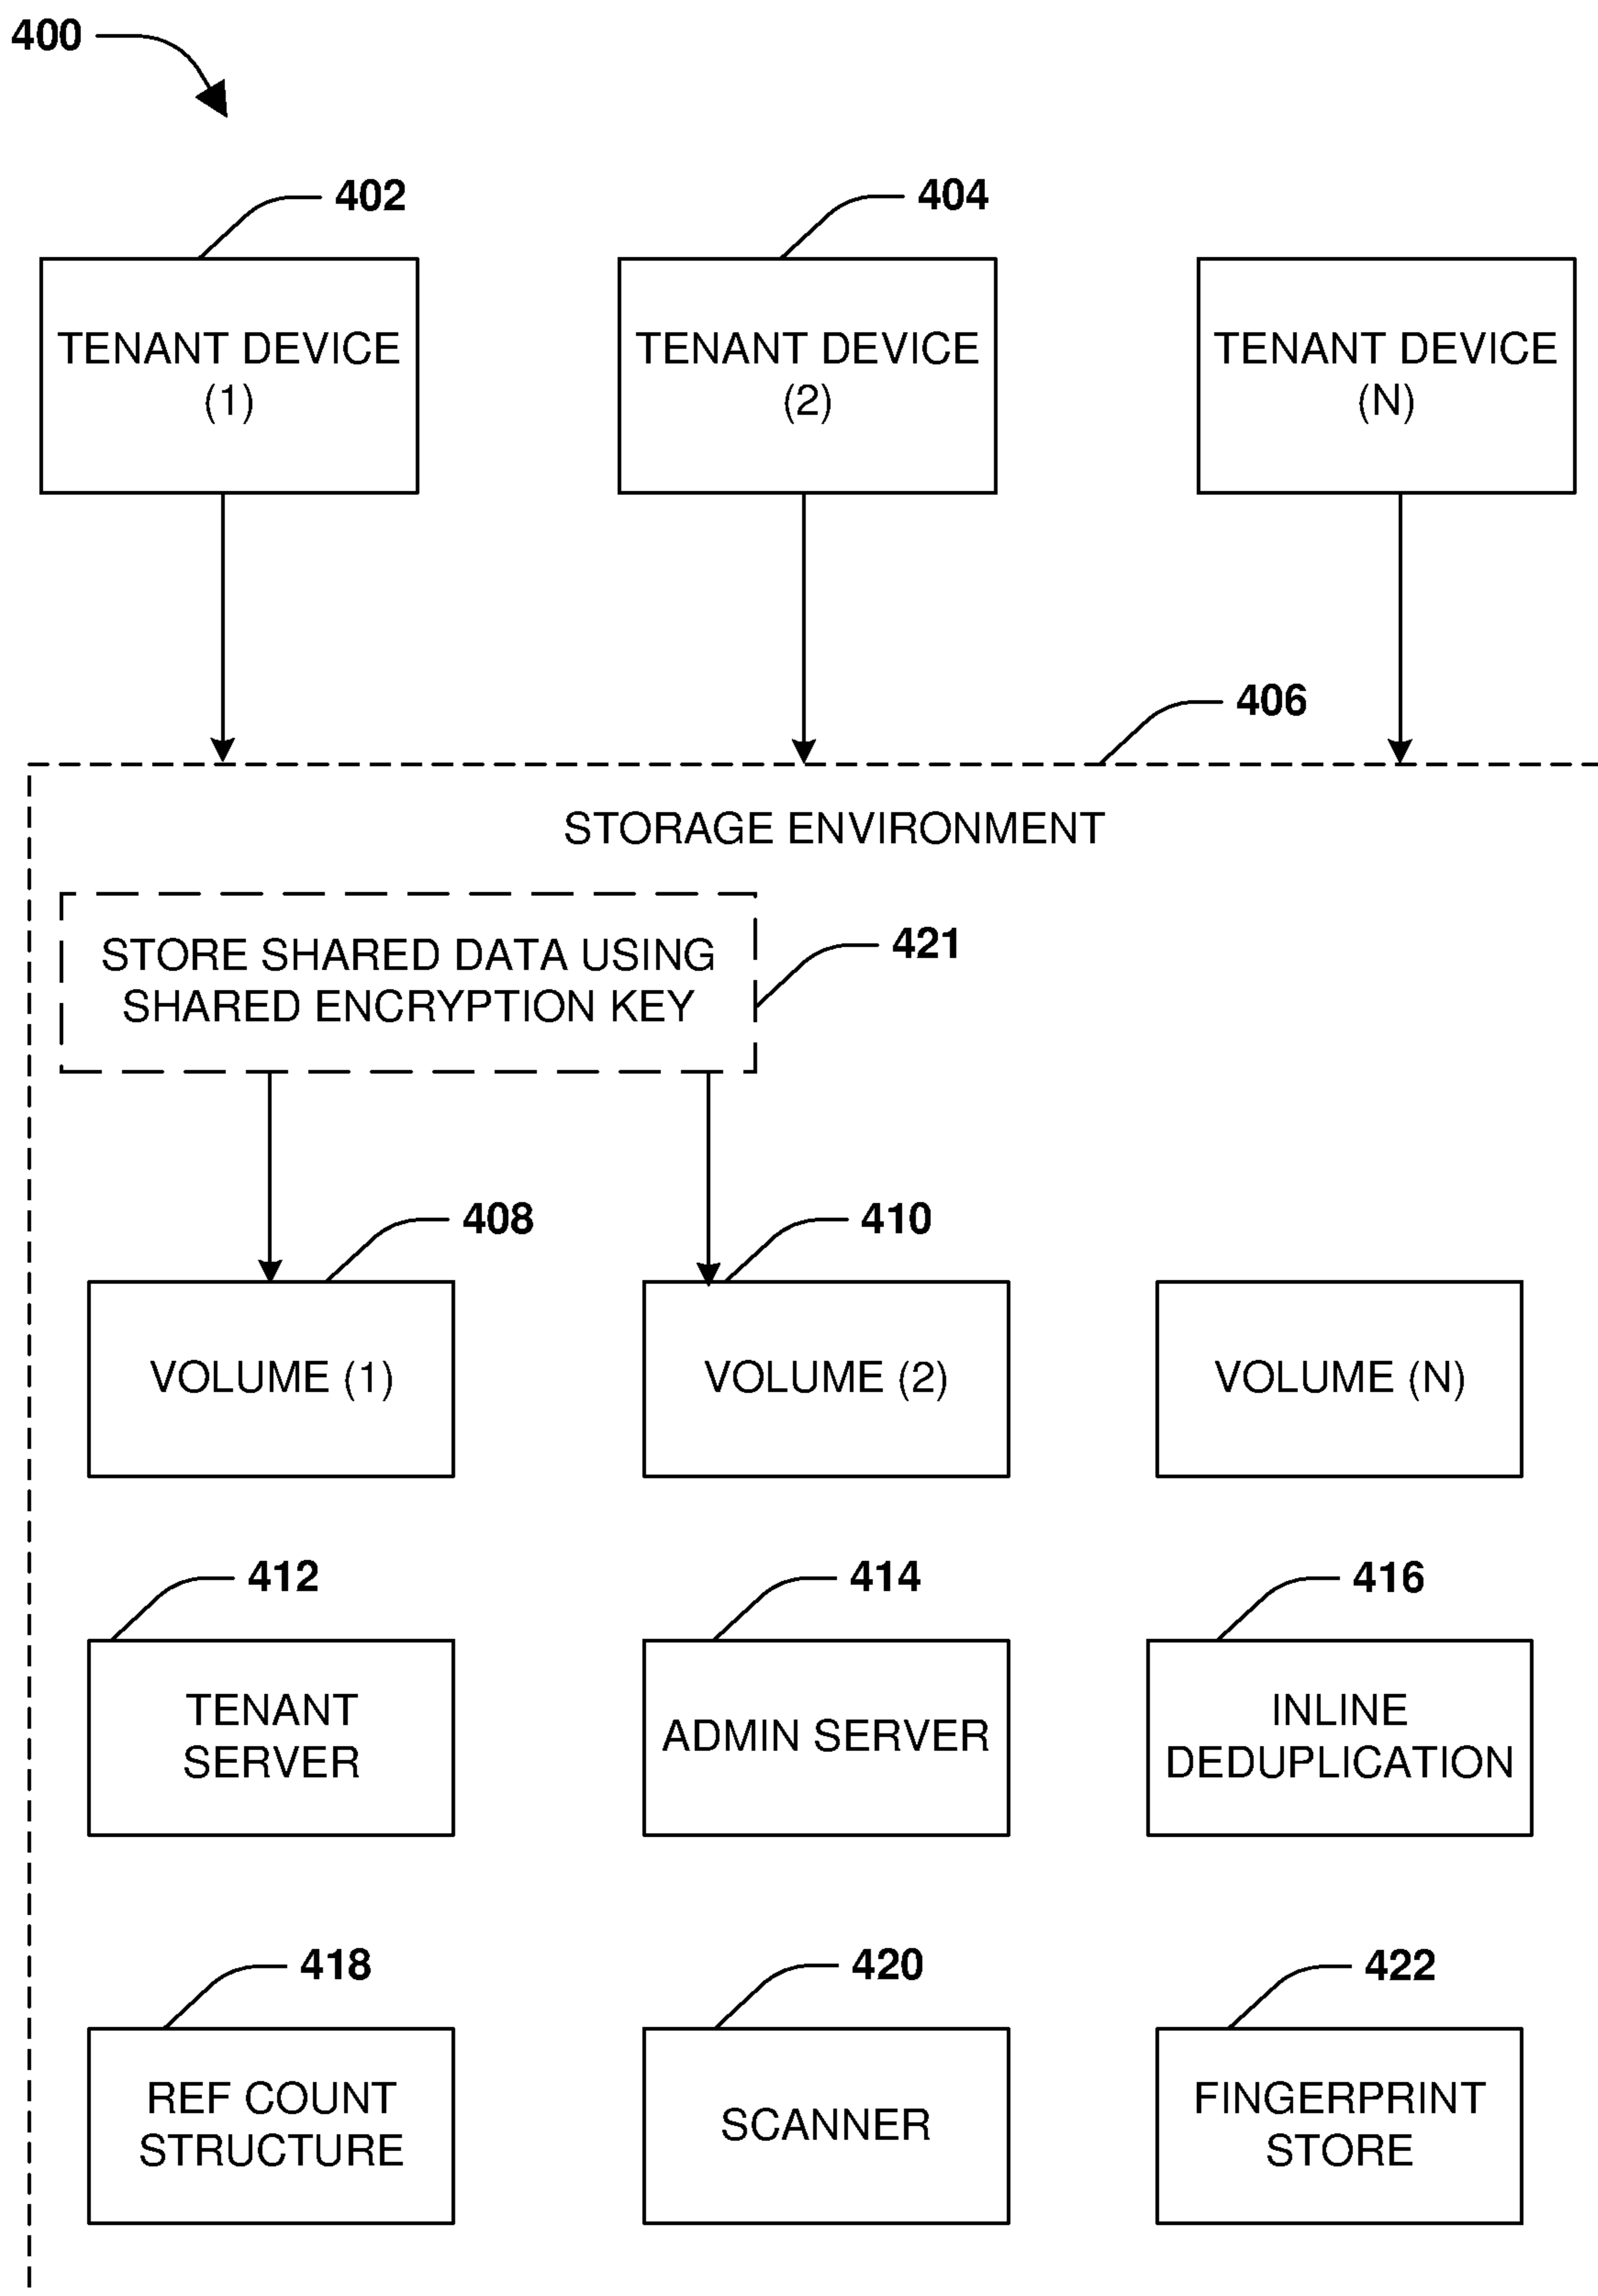 400
402
404
TENANT DEVICE
(1)
TENANT DEVICE
(2)
TENANT DEVICE
(N)
406
STORAGE ENVIRONMENT
STORE SHARED DATA USING
SHARED ENCRYPTION KEY
421
408
410
VOLUME (1)
VOLUME (2)
VOLUME (N)
412
414
416
TENANT
SERVER
ADMIN SERVER
INLINE
DEDUPLICATION
418
420
422
REF COUNT
STRUCTURE
SCANNER
FINGERPRINT
STORE